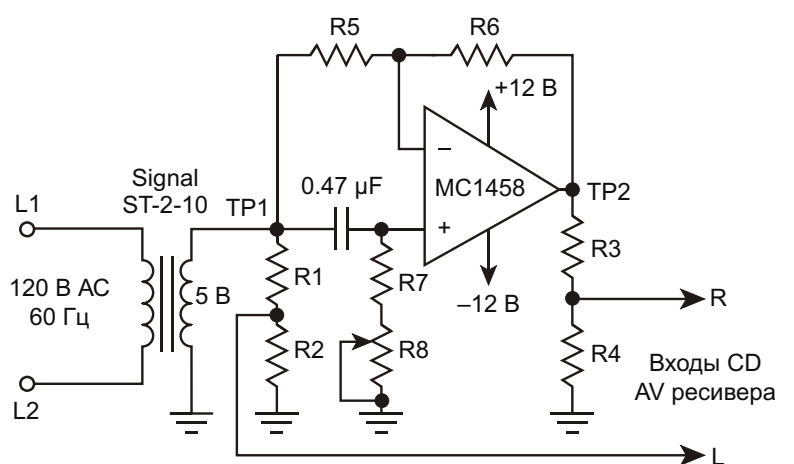 R5
R6
+12 В
Signal
ST-2-10
0.47 µF
–
MC1458
TP2
L1
TP1
+
120 В AC
60 Гц
5 В
R1
R7
R3
–12 В
R
R2
R8
R4
Входы CD
AV ресивера
L2
L